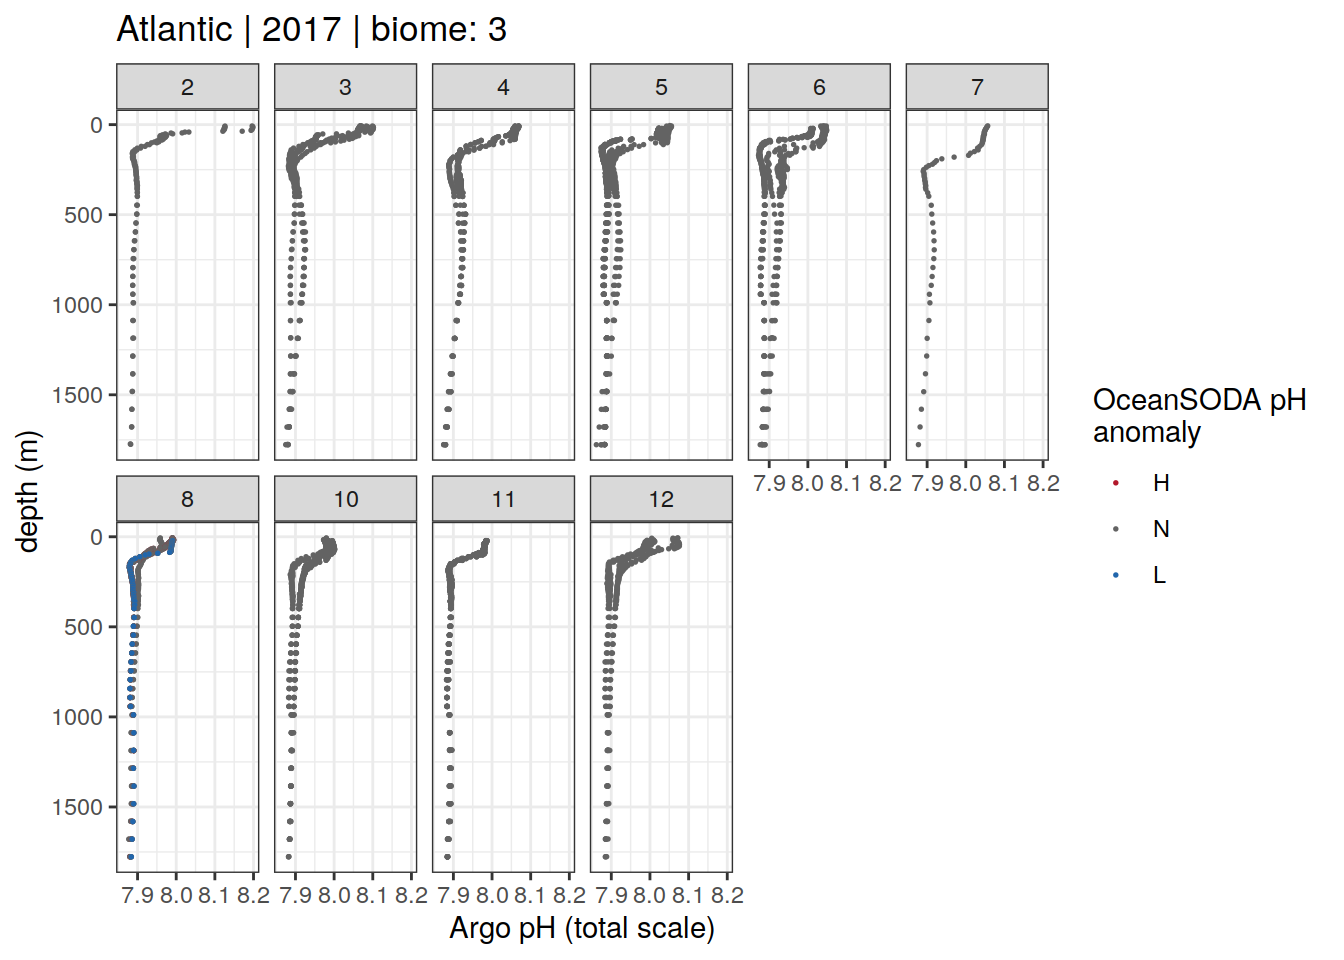 Atlantic | 2017 | biome: 3
2 3 4 5 6 7
0
500
1000
1500
7.9 8.0 8.1 8.2 7.9 8.0 8.1 8.2
8 10 11 12
0
500
1000
1500
7.9 8.0 8.1 8.2 7.9 8.0 8.1 8.2 7.9 8.0 8.1 8.2 7.9 8.0 8.1 8.2
Argo pH (total scale)
depth (m)
OceanSODA pH
anomaly
H
N
L